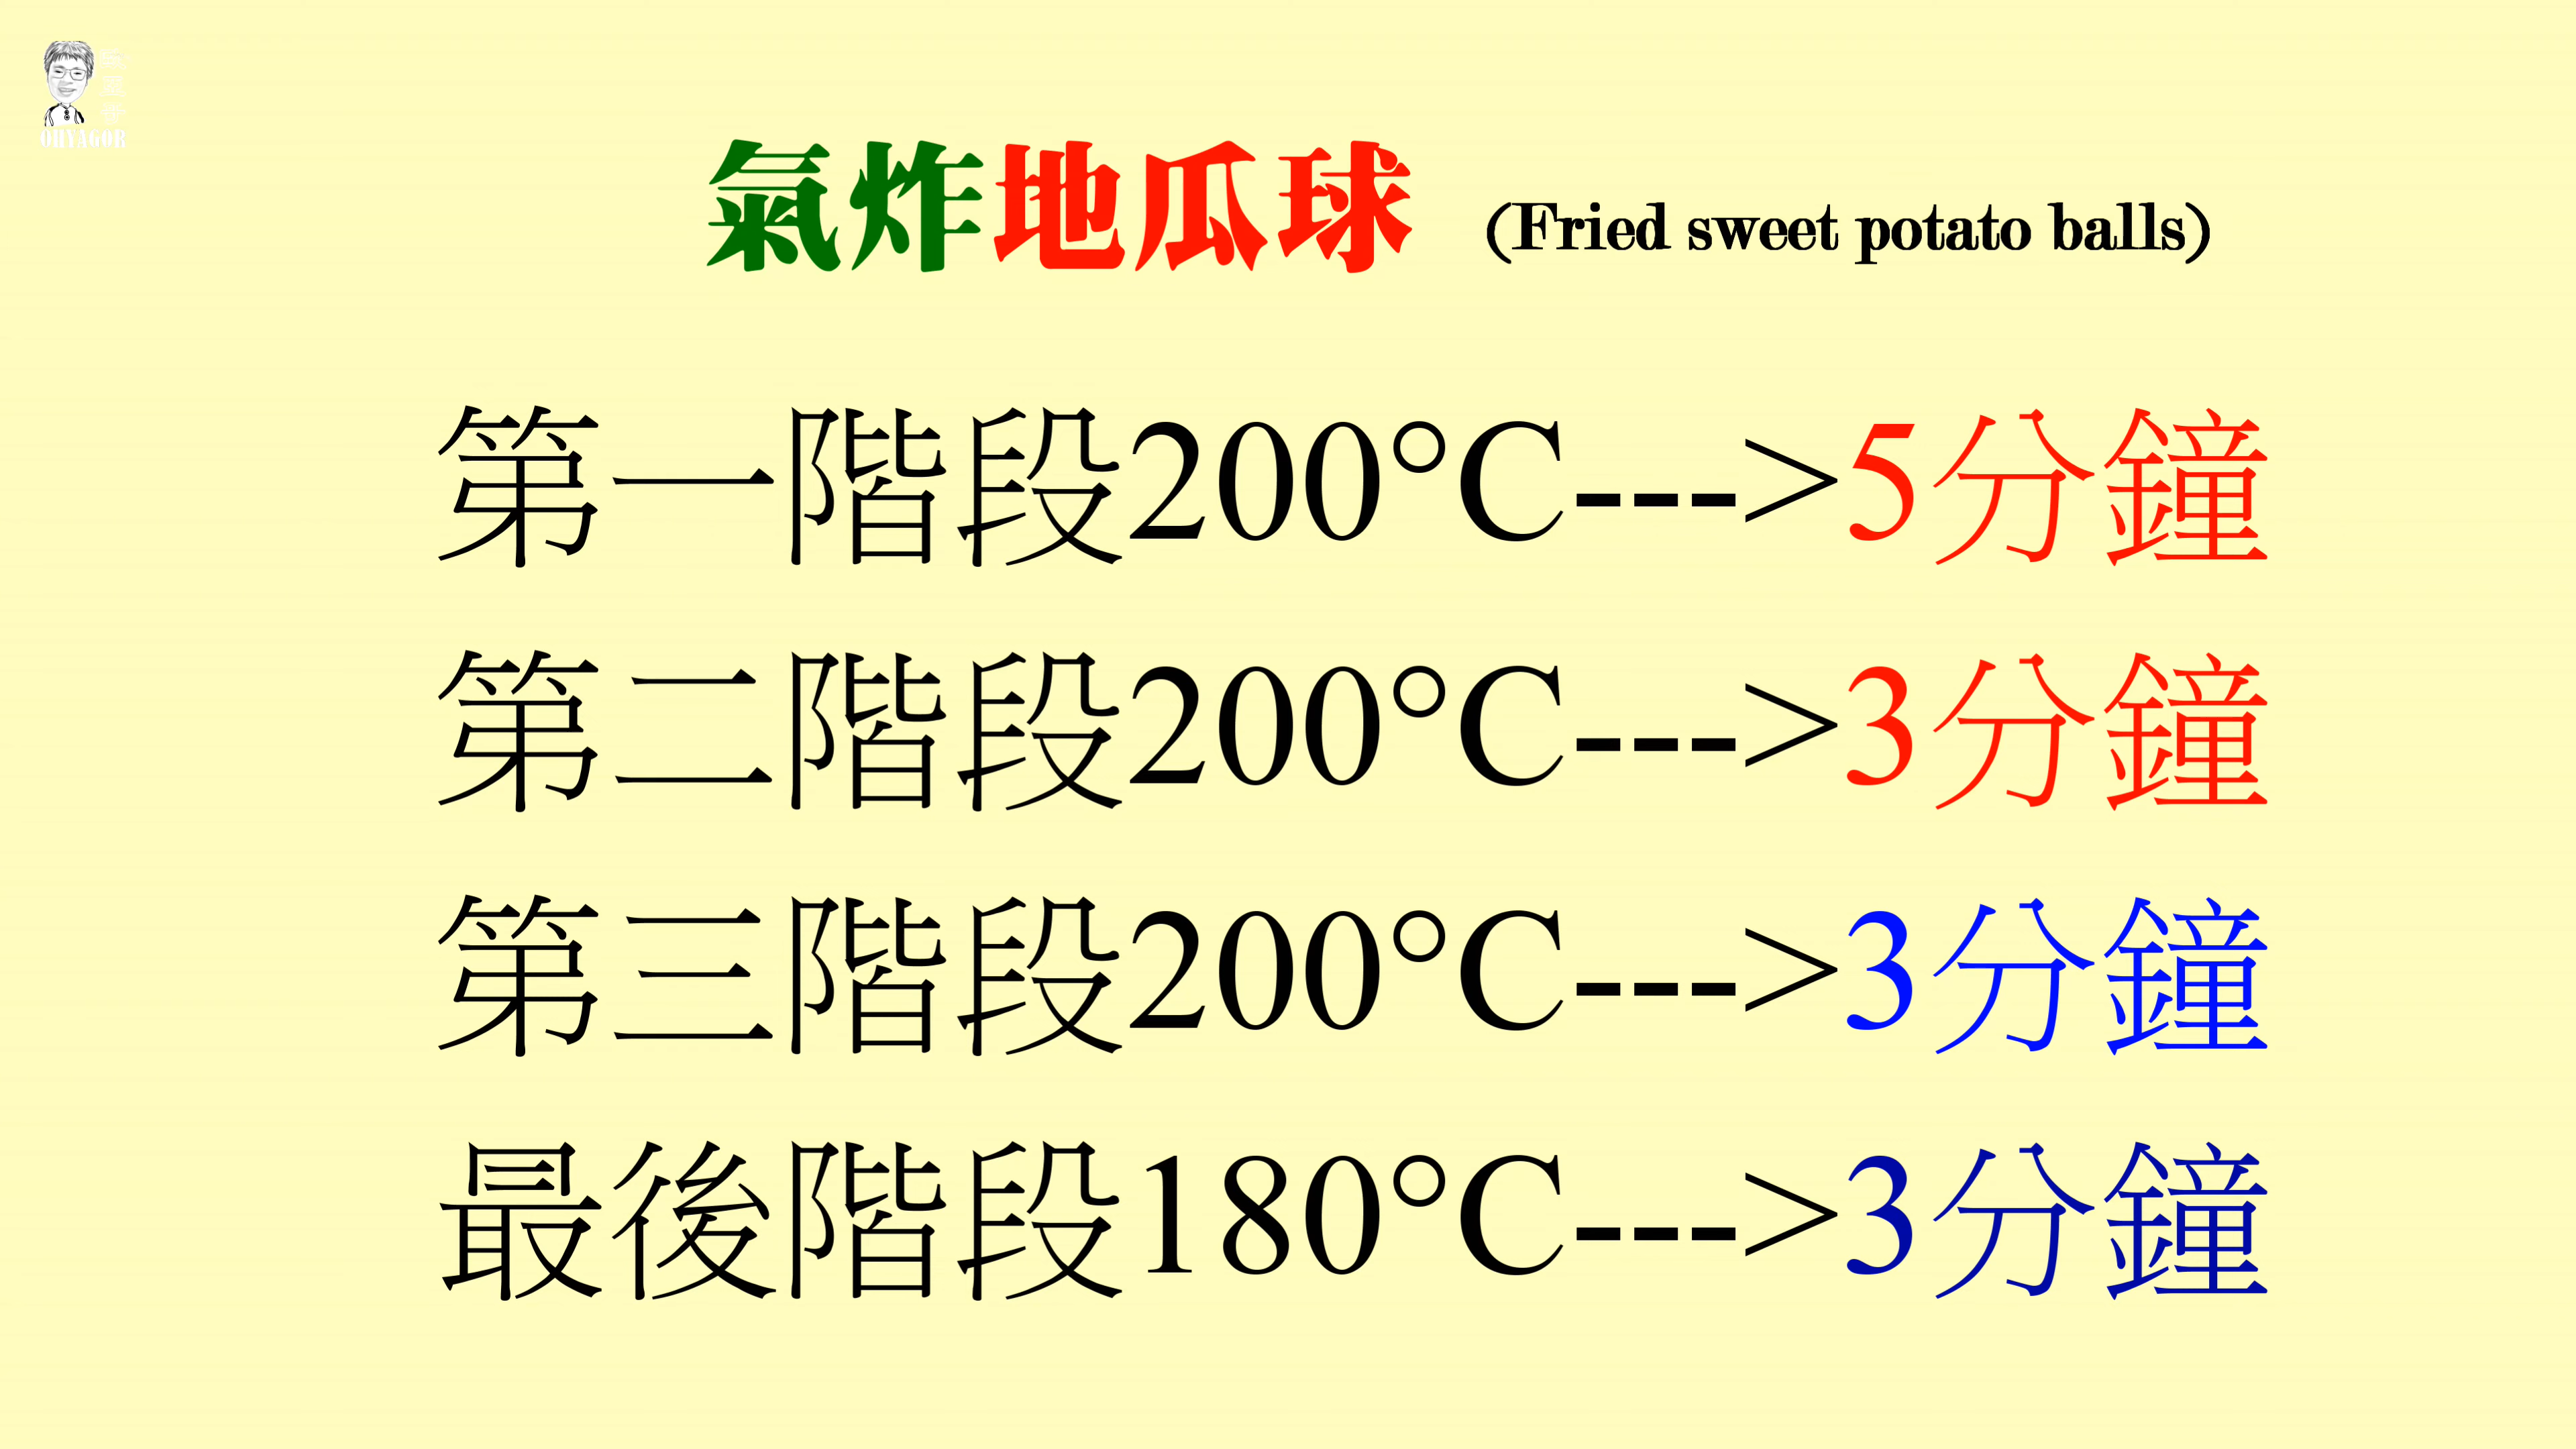 OHYAGOR
氣炸地瓜球 (Fried sweet potato balls)
第一階段200°C--->5分鐘
第二階段200°C--->3分鐘
第三階段200°C--->3分鐘
最後階段180°C--->3分鐘